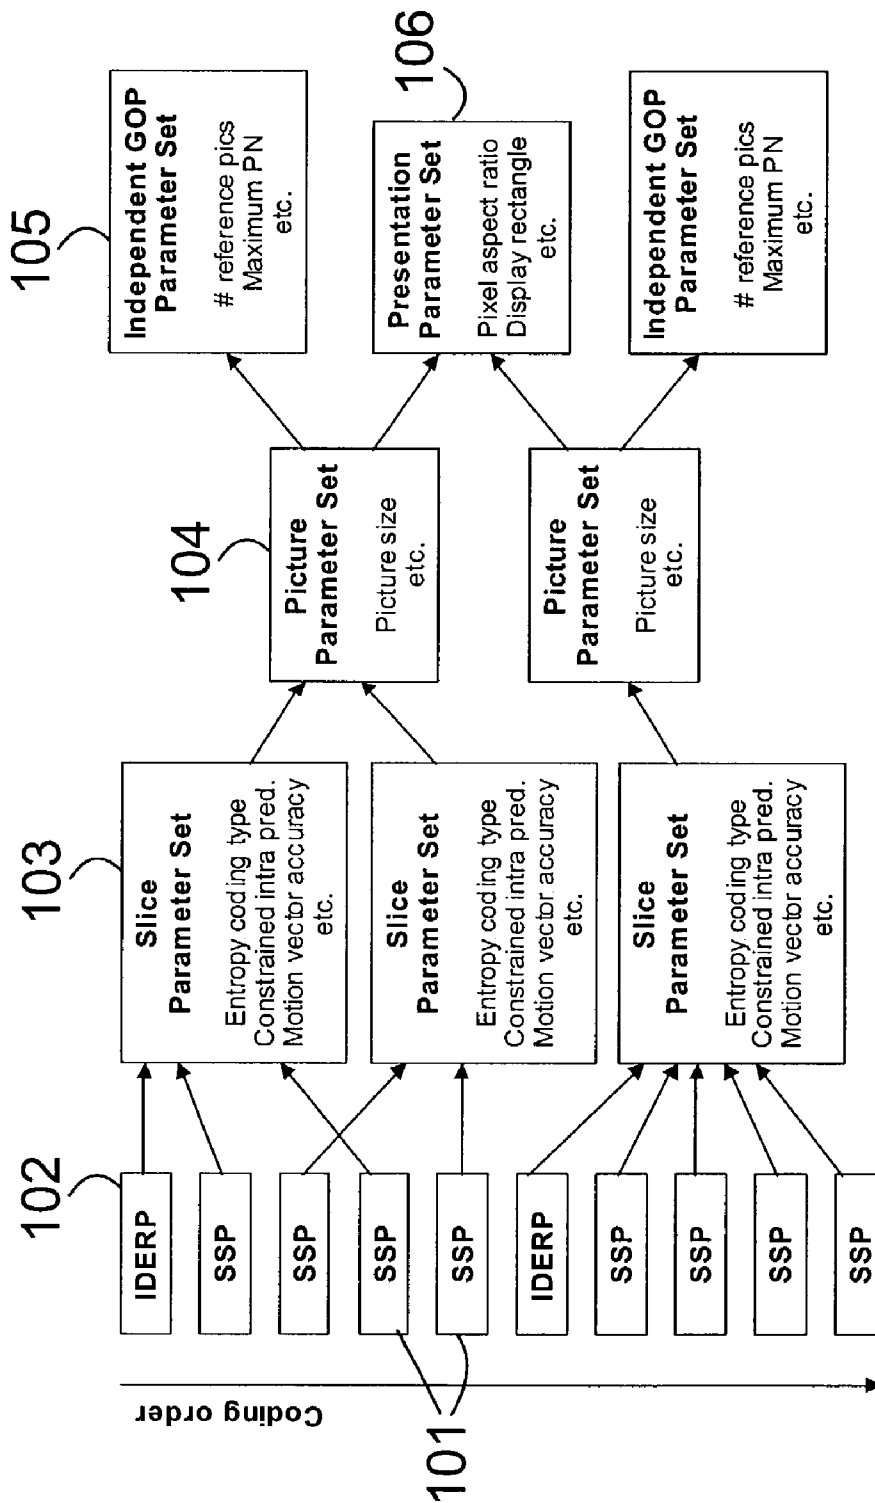 Coding order
101
102
IDERP
SSP
SSP
SSP
SSP
IDERP
SSP
SSP
SSP
SSP
103
Slice
Parameter Set
Entropy coding type
Constrained intra pred.
Motion vector accuracy
etc.
Slice
Parameter Set
Entropy coding type
Constrained intra pred.
Motion vector accuracy
etc.
Slice
Parameter Set
Entropy coding type
Constrained intra pred.
Motion vector accuracy
etc.
104
Picture
Parameter Set
Picture size
etc.
Picture
Parameter Set
Picture size
etc.
105
Independent GOP
Parameter Set
# reference pics
Maximum PN
etc.
106
Presentation
Parameter Set
Pixel aspect ratio
Display rectangle
etc.
Independent GOP
Parameter Set
# reference pics
Maximum PN
etc.